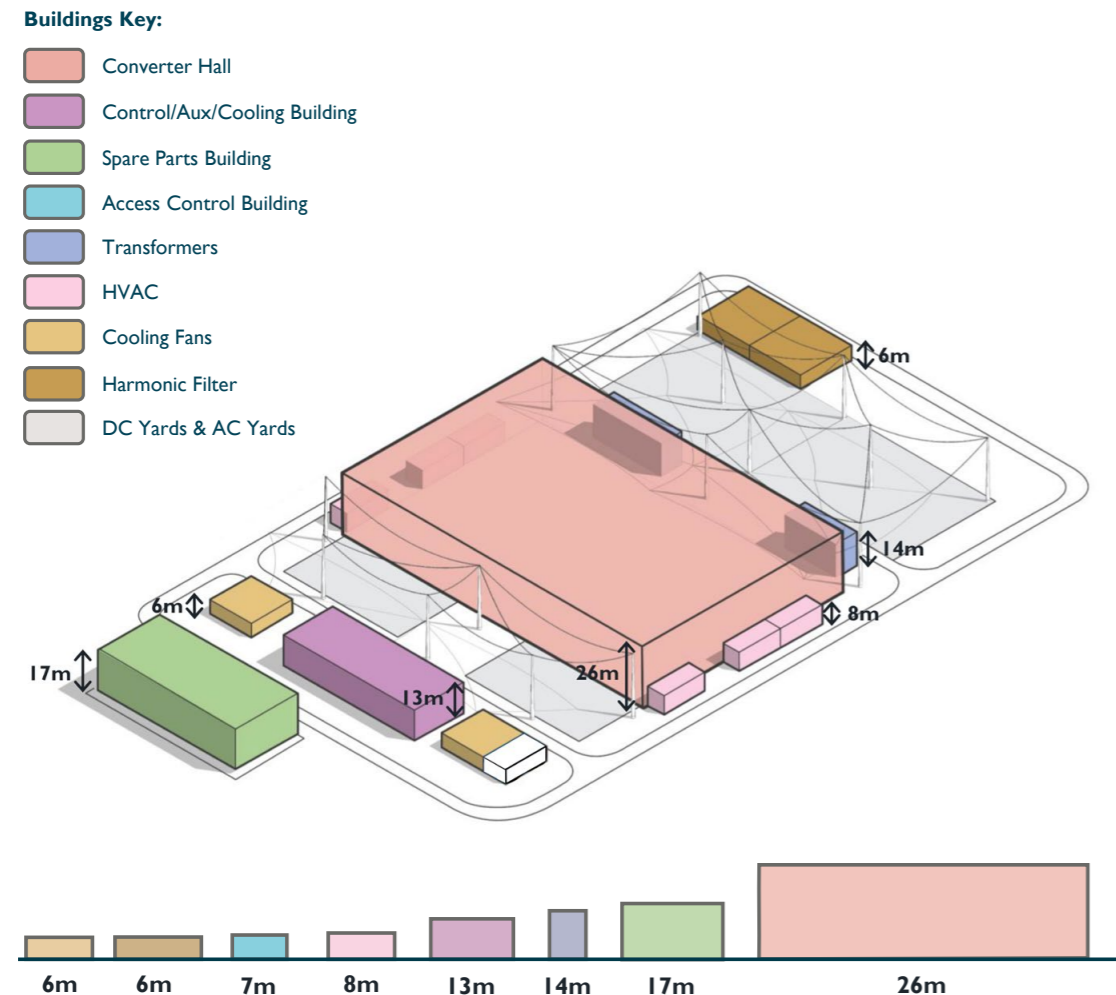 Buildings Key:
Converter Hall
Control/Aux/Cooling Building
Spare Parts Building
Access Control Building
Transformers
HVAC
Cooling Fans
Harmonic Filter
DC Yards & AC Yards
6m
14m
8m
6m
17m
26m
13m
6m
6m
7m
8m
13m
14m
17m
26m